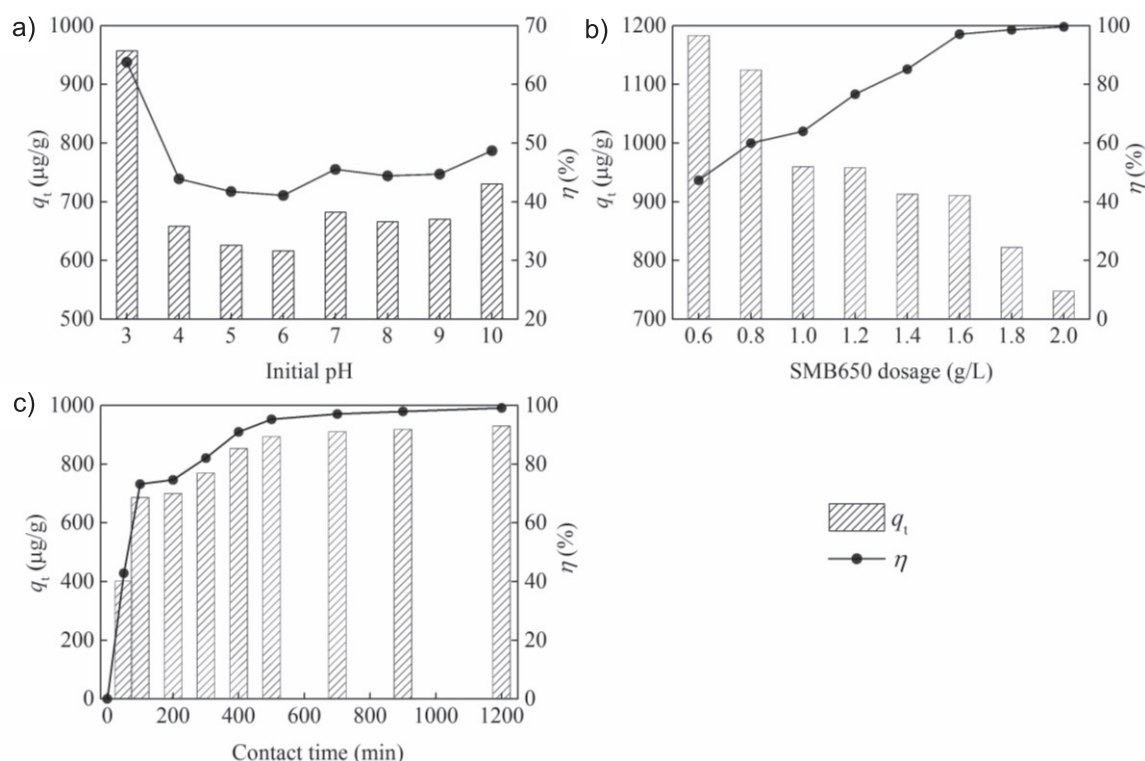 a)
1000
900
800
700
600
500
qt (µg/g)
70
60
50
40
30
20
η (%)
3 4 5 6 7 8 9 10
Initial pH
b)
1200
1100
1000
900
800
700
qt (µg/g)
100
80
60
40
20
0
η (%)
0.6 0.8 1.0 1.2 1.4 1.6 1.8 2.0
SMB650 dosage (g/L)
c)
1000
800
600
400
200
0
qt (µg/g)
100
80
60
40
20
0
η (%)
0 200 400 600 800 1000 1200
Contact time (min)
qt
η